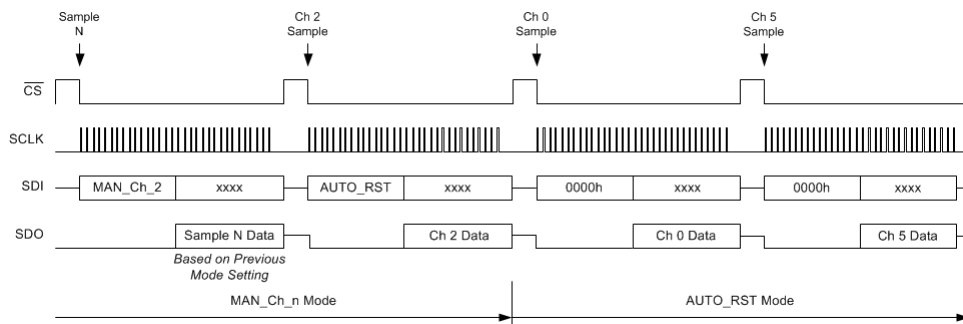 Sample
N
Ch 2
Sample
Ch 0
Sample
Ch 5
Sample
CS
SCLK
SDI
MAN_Ch_2
xxxx
AUTO_RST
xxxx
0000h
xxxx
0000h
xxxx
SDO
Sample N Data
Ch 2 Data
Ch 0 Data
Ch 5 Data
Based on Previous
Mode Setting
MAN_Ch_n Mode
AUTO_RST Mode